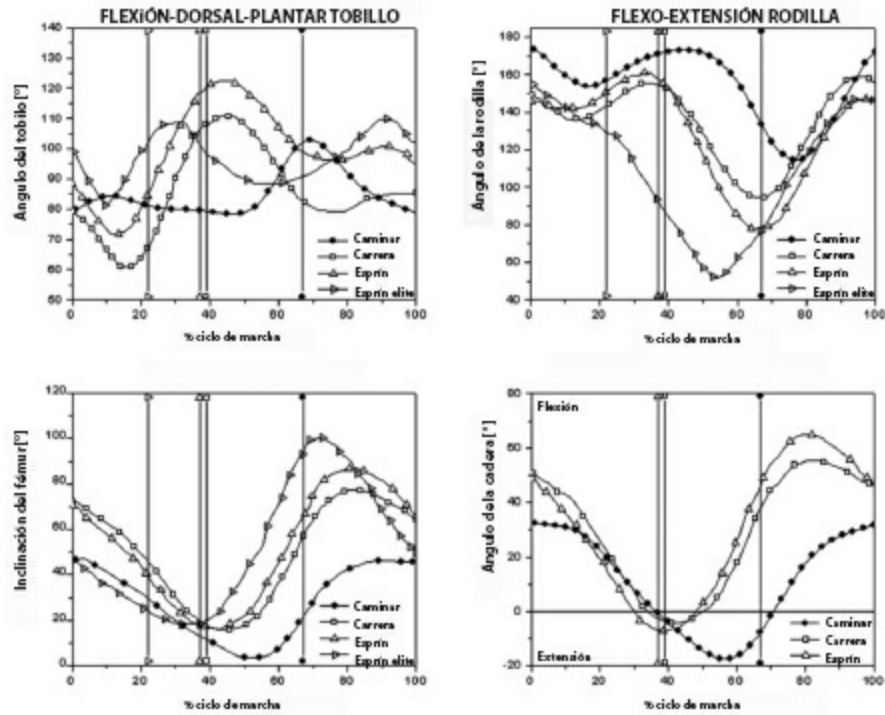 FLEXIÓN-DORSAL-PLANTAR TOBILLO
140
130
120
110
100
90
80
70
60
50
0
20
40
60
80
100
Ángulo del tobilo [°]
% ciclo de marcha
Caminar
Carrera
Esprín
Esprín elite
FLEXO-EXTENSIÓN RODILLA
180
160
140
120
100
80
60
40
0
20
40
60
80
100
Ángulo de la rodilla [°]
% ciclo de marcha
Caminar
Carrera
Esprín
Esprín elite
120
100
80
60
40
20
0
0
20
40
60
80
100
Inclinación del fémur [°]
% ciclo de marcha
Caminar
Carrera
Esprín
Esprín elite
80
60
40
20
0
-20
0
20
40
60
80
100
Ángulo de la cadera [°]
Flexión
Extensión
% ciclo de marcha
Caminar
Carrera
Esprín